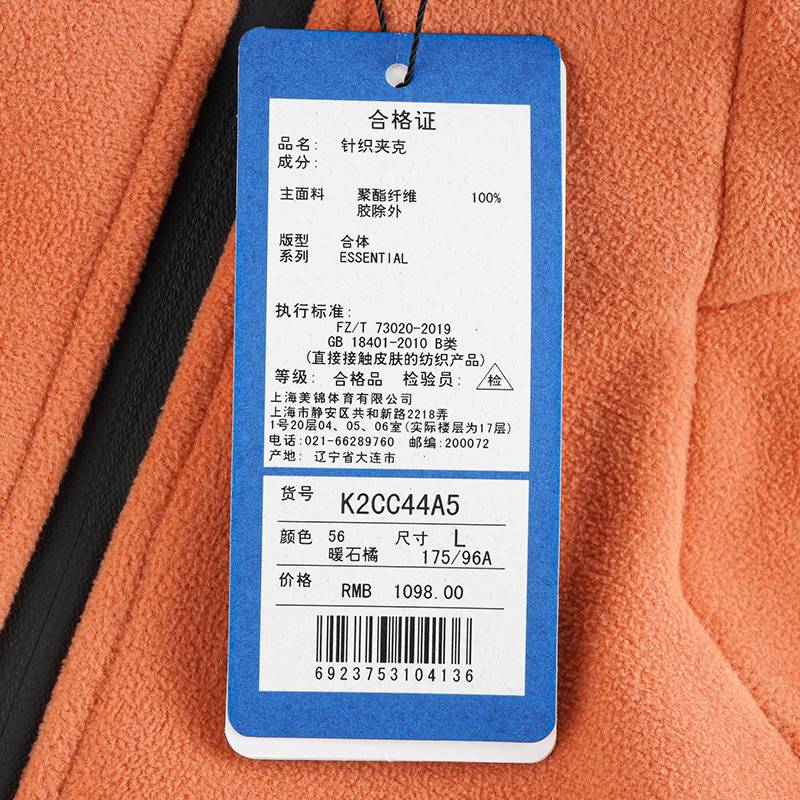 合格证
品名: 针织夹克
成分:
主面料 聚酯纤维 100%
胶除外
版型 合体
系列 ESSENTIAL
执行标准:
FZ/T 73020-2019
GB 18401-2010 B类
(直接接触皮肤的纺织产品)
等级: 合格品 检验员: 检
上海美锦体育有限公司
上海市静安区共和新路2218弄
1号20层04、05、06室(实际楼层为17层)
电话:021-66289760 邮编:200072
产地: 辽宁省大连市
货号 K2CC44A5
颜色 56 尺寸 L
暖石橘 175/96A
价格 RMB 1098.00
6923753104136